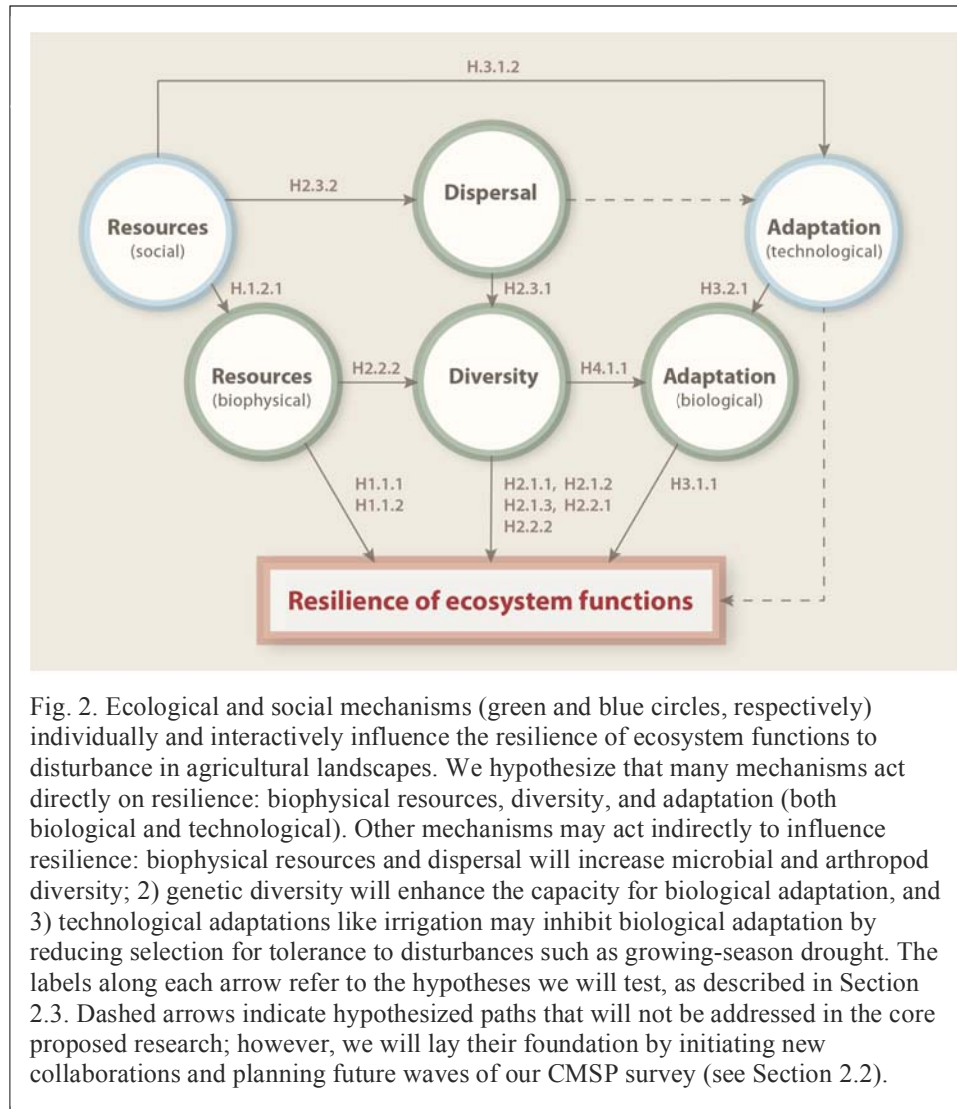 H.3.1.2
Resources
(social)
H2.3.2
Dispersal
Adaptation
(technological)
H.1.2.1
H2.3.1
H3.2.1
Resources
(biophysical)
H2.2.2
Diversity
H4.1.1
Adaptation
(biological)
H1.1.1
H1.1.2
H2.1.1, H2.1.2
H2.1.3, H2.2.1
H2.2.2
H3.1.1
Resilience of ecosystem functions
Fig. 2. Ecological and social mechanisms (green and blue circles, respectively)
individually and interactively influence the resilience of ecosystem functions to
disturbance in agricultural landscapes. We hypothesize that many mechanisms act
directly on resilience: biophysical resources, diversity, and adaptation (both
biological and technological). Other mechanisms may act indirectly to influence
resilience: biophysical resources and dispersal will increase microbial and arthropod
diversity; 2) genetic diversity will enhance the capacity for biological adaptation, and
3) technological adaptations like irrigation may inhibit biological adaptation by
reducing selection for tolerance to disturbances such as growing-season drought. The
labels along each arrow refer to the hypotheses we will test, as described in Section
2.3. Dashed arrows indicate hypothesized paths that will not be addressed in the core
proposed research; however, we will lay their foundation by initiating new
collaborations and planning future waves of our CMSP survey (see Section 2.2).